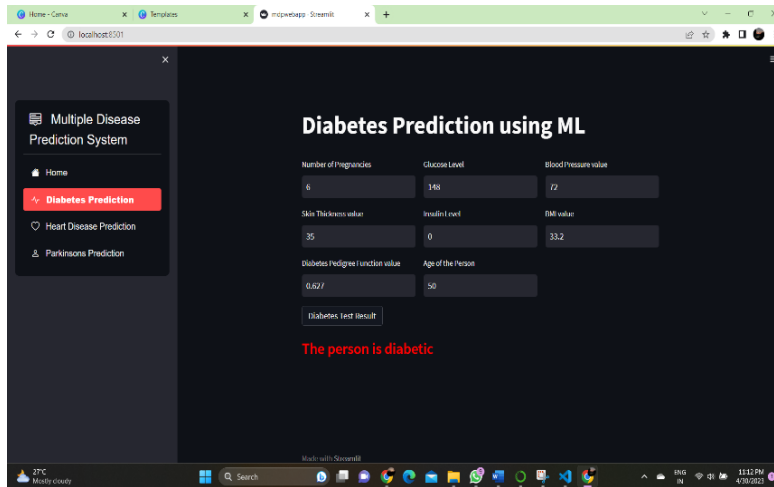 Home - Canva
Templates
mdpwebapp · Streamlit
localhost:8501
Multiple Disease
Prediction System
Home
Diabetes Prediction
Heart Disease Prediction
Parkinsons Prediction
Diabetes Prediction using ML
Number of Pregnancies
Glucose Level
Blood Pressure value
6
148
72
Skin Thickness value
Insulin Level
BMI value
35
0
33.2
Diabetes Pedigree Function value
Age of the Person
0.627
50
Diabetes Test Result
The person is diabetic
Made with Streamlit
27°C
Mostly cloudy
Search
ENG
IN
11:12 PM
4/30/2023